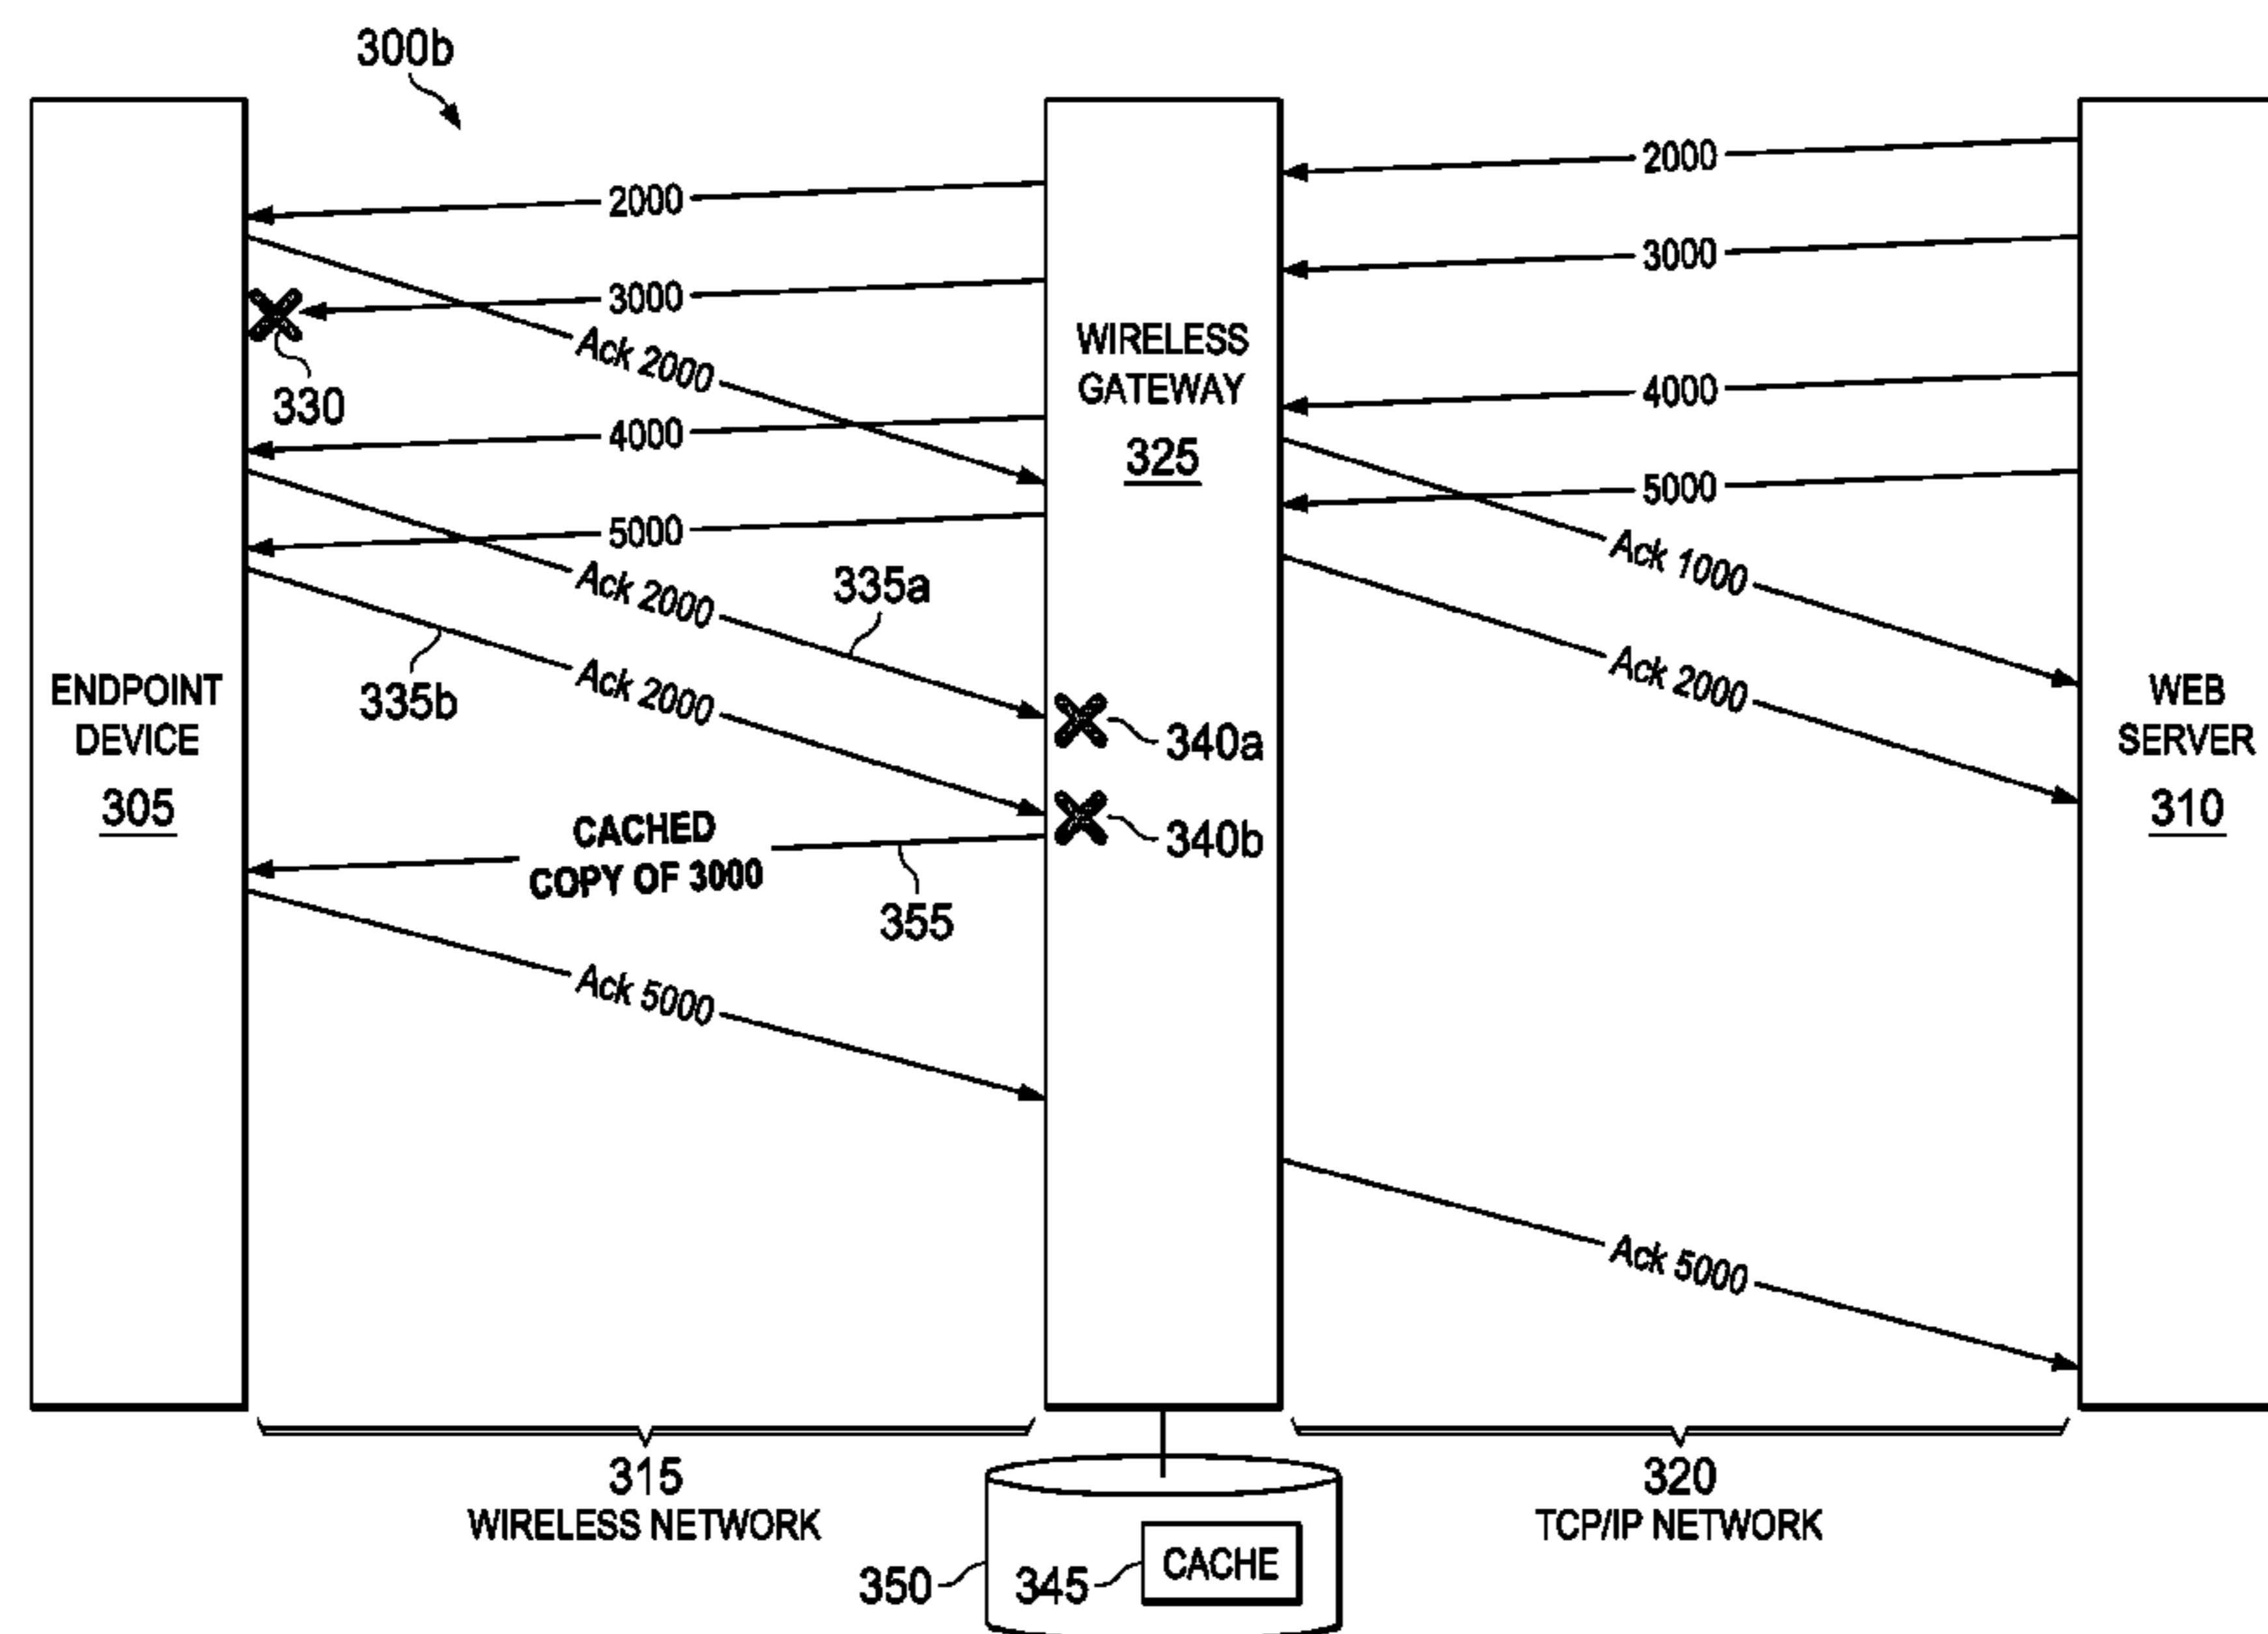 300b
2000
2000
3000
3000
Ack 2000
WIRELESS
GATEWAY
325
330
4000
4000
5000
5000
Ack 1000
Ack 2000
335a
Ack 2000
335b
Ack 2000
ENDPOINT
DEVICE
305
340a
340b
WEB
SERVER
310
CACHED
COPY OF 3000
355
Ack 5000
Ack 5000
315
WIRELESS NETWORK
320
TCP/IP NETWORK
350
345
CACHE